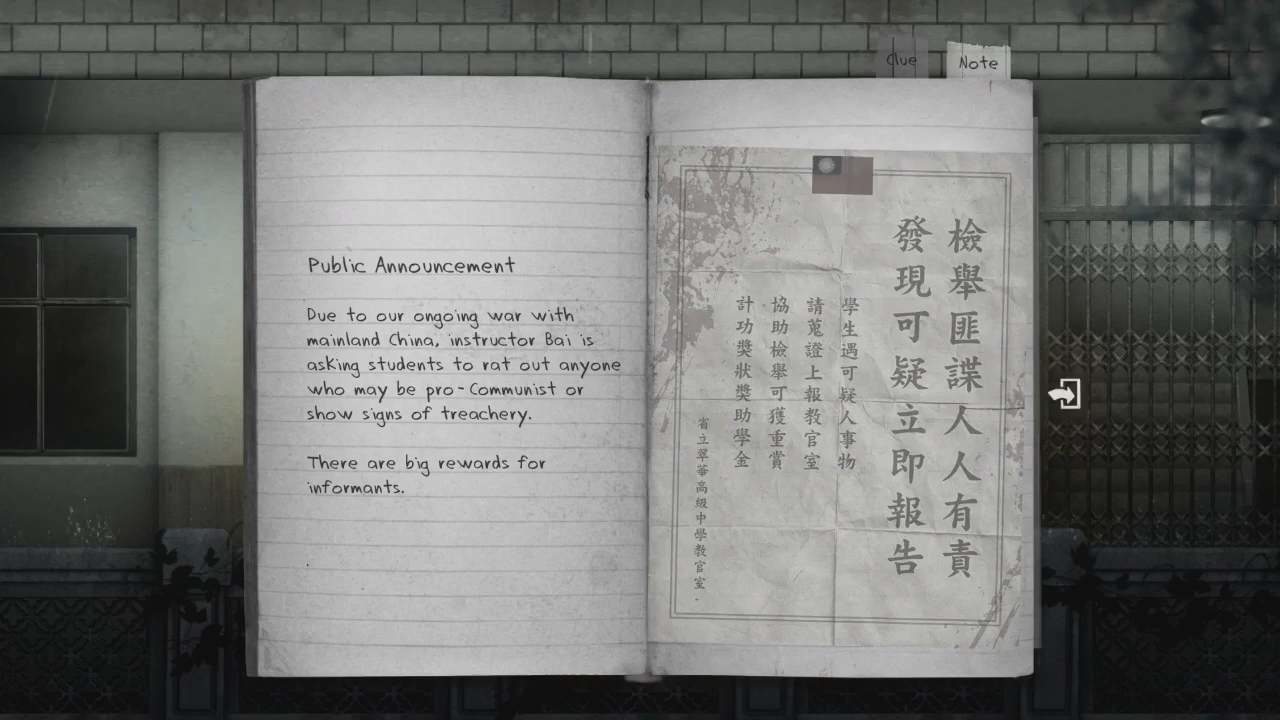 Clue
Note
Public Announcement
Due to our ongoing war with
mainland China, instructor Bai is
asking students to rat out anyone
who may be pro-Communist or
show signs of treachery.
There are big rewards for
informants.
檢舉匪諜人人有責
發現可疑立即報告
學生遇可疑人事物
請蒐證上報教官室
協助檢舉可獲重賞
計功獎狀獎助學金
省立翠華高級中學教官室